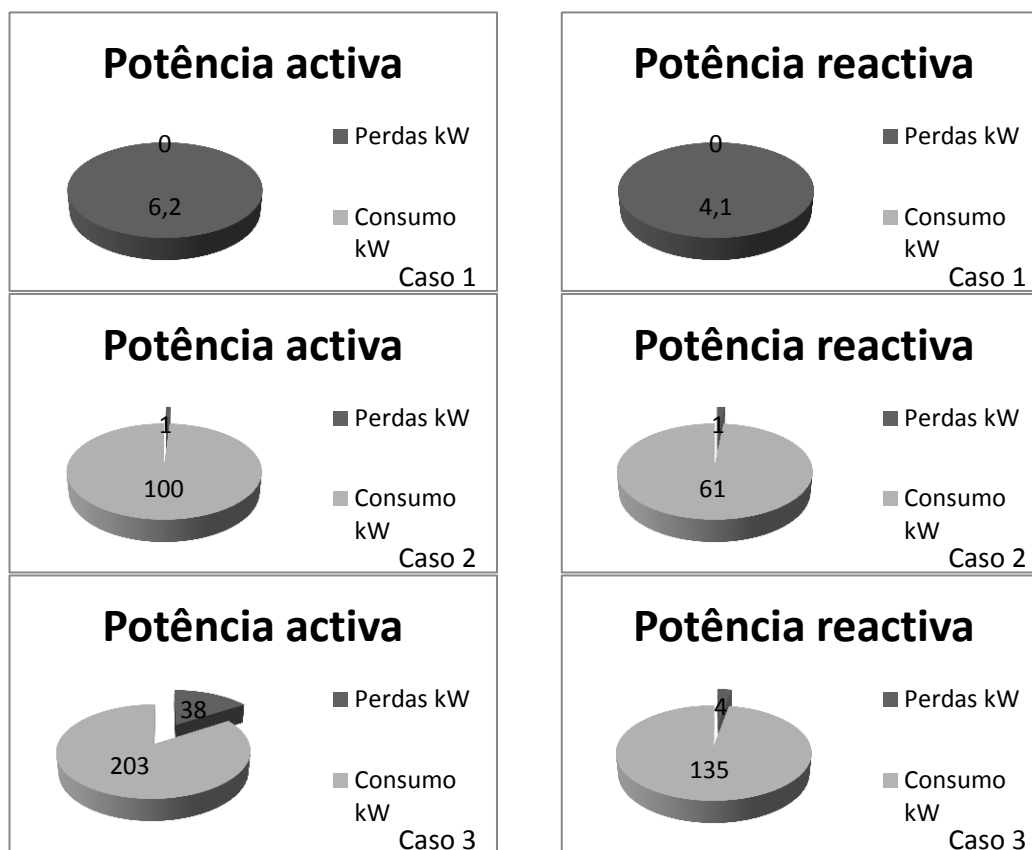 Potência activa
0
6,2
Perdas kW
Consumo
kW
Caso 1
Potência reactiva
0
4,1
Perdas kW
Consumo
kW
Caso 1
Potência activa
1
100
Perdas kW
Consumo
kW
Caso 2
Potência reactiva
1
61
Perdas kW
Consumo
kW
Caso 2
Potência activa
38
203
Perdas kW
Consumo
kW
Caso 3
Potência reactiva
4
135
Perdas kW
Consumo
kW
Caso 3